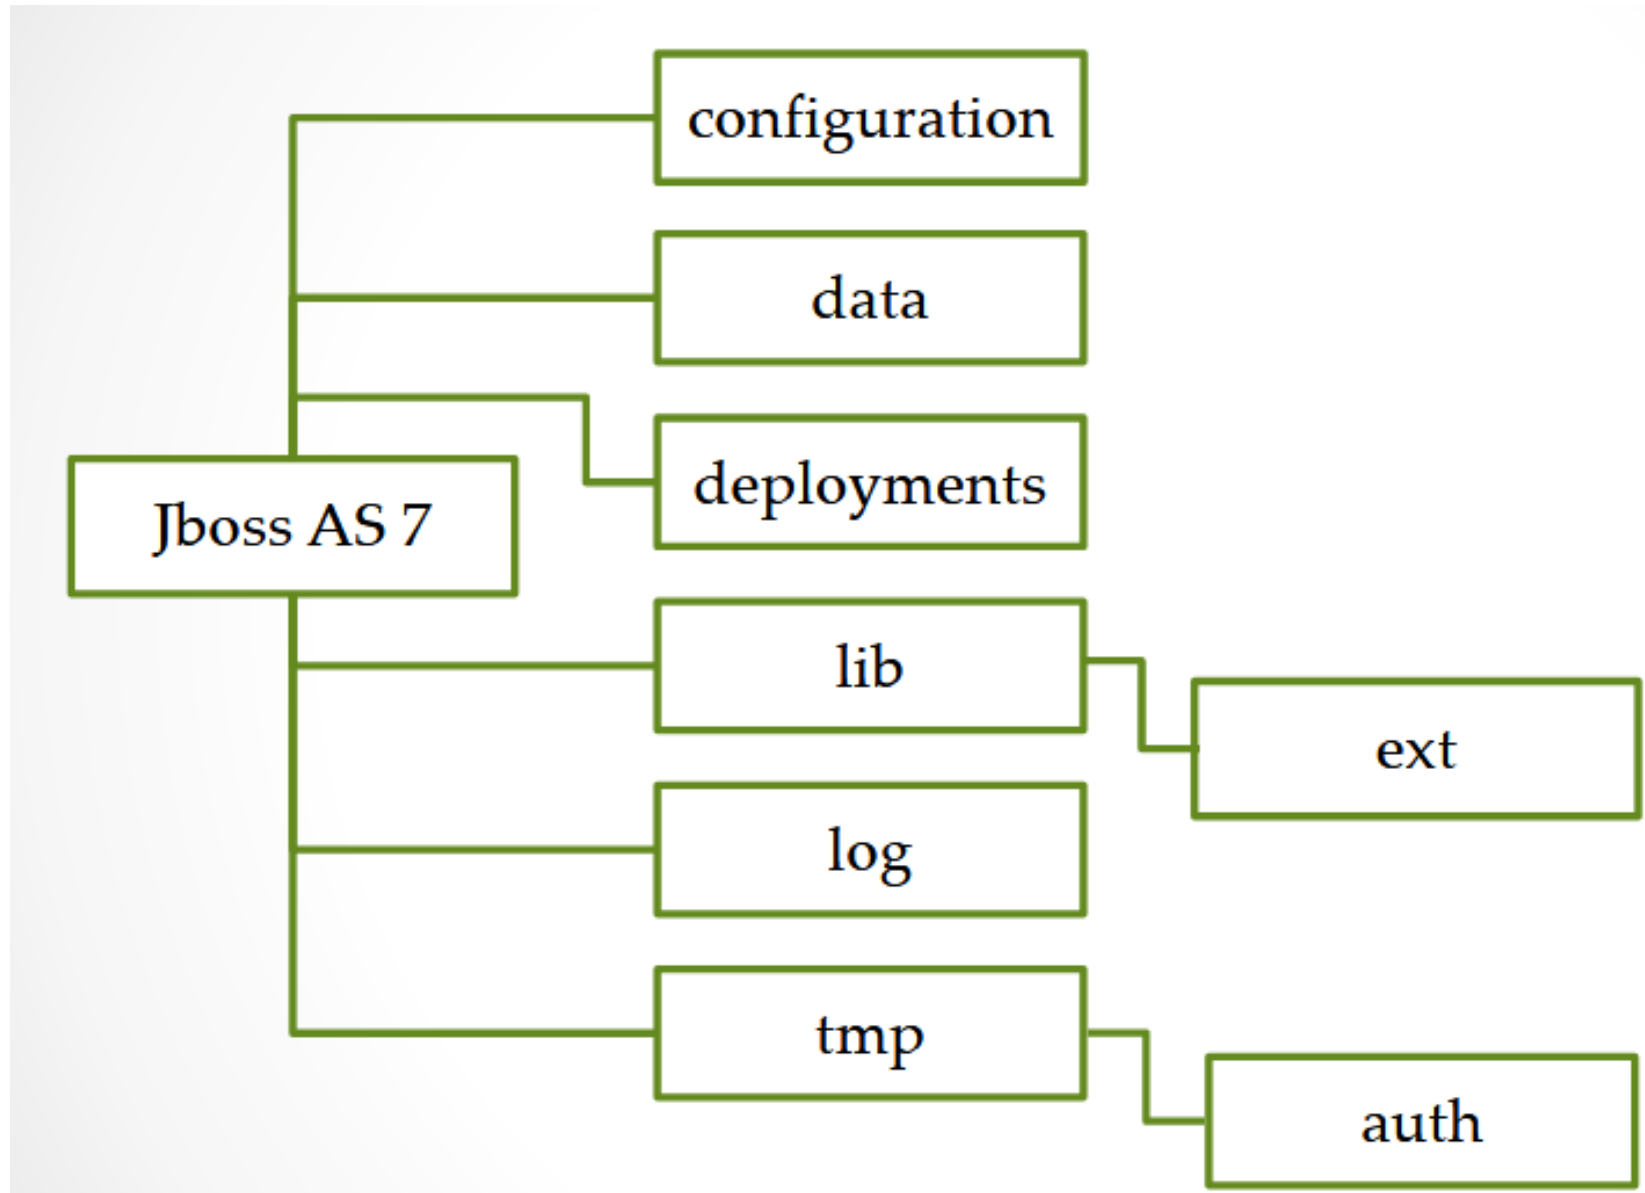 configuration
data
deployments
Jboss AS 7
lib
ext
log
tmp
auth